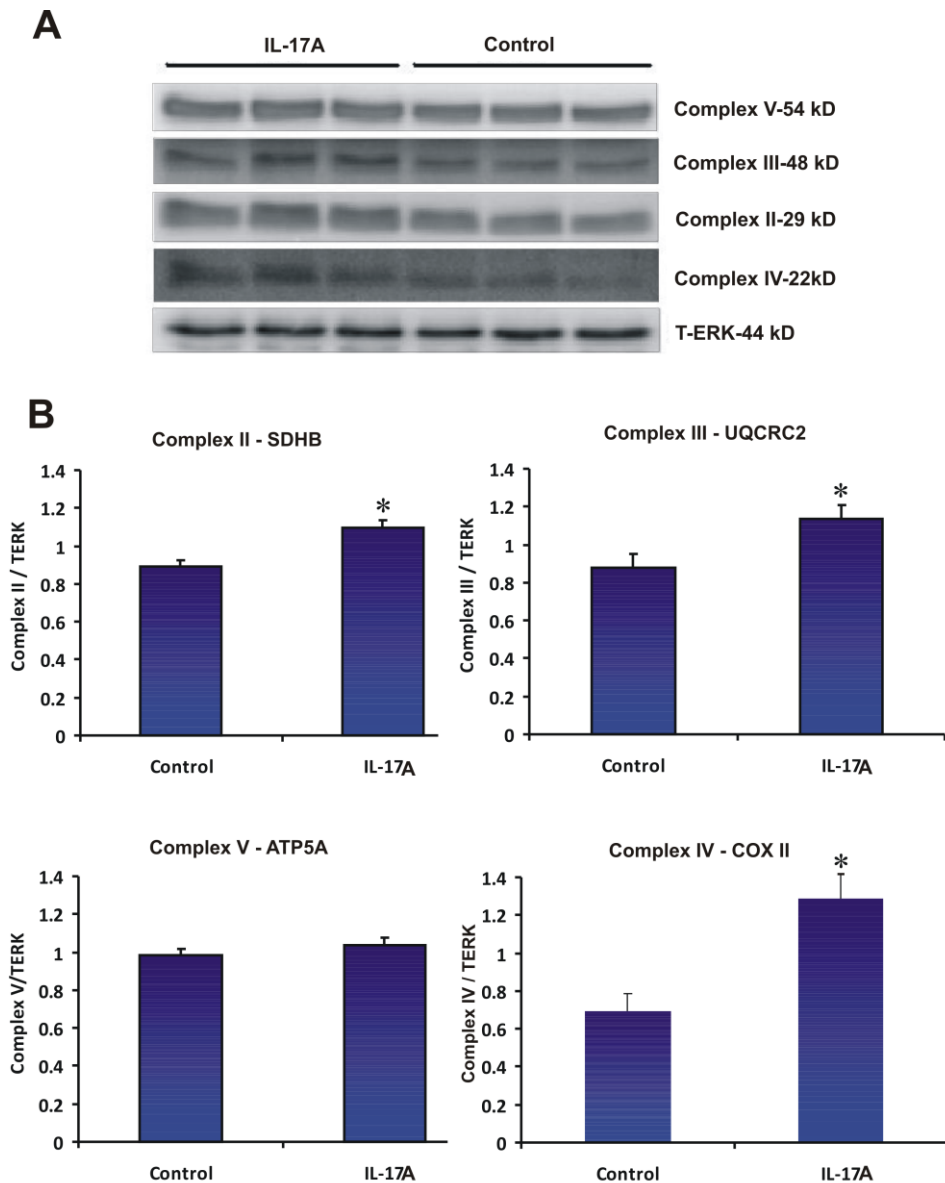 A
IL-17A Control
Complex V-54 kD
Complex III-48 kD
Complex II-29 kD
Complex IV-22kD
T-ERK-44 kD
B
Complex II - SDHB
Complex II / TERK
1.4
1.2
1
0.8
0.6
0.4
0.2
0
Control IL-17A
Complex III - UQCRC2
Complex III / TERK
1.4
1.2
1
0.8
0.6
0.4
0.2
0
*
*
Control IL-17A
Complex V - ATP5A
Complex V/TERK
1.4
1.2
1
0.8
0.6
0.4
0.2
0
Control IL-17A
Complex IV - COX II
Complex IV / TERK
1.4
1.2
1
0.8
0.6
0.4
0.2
0
*
Control IL-17A